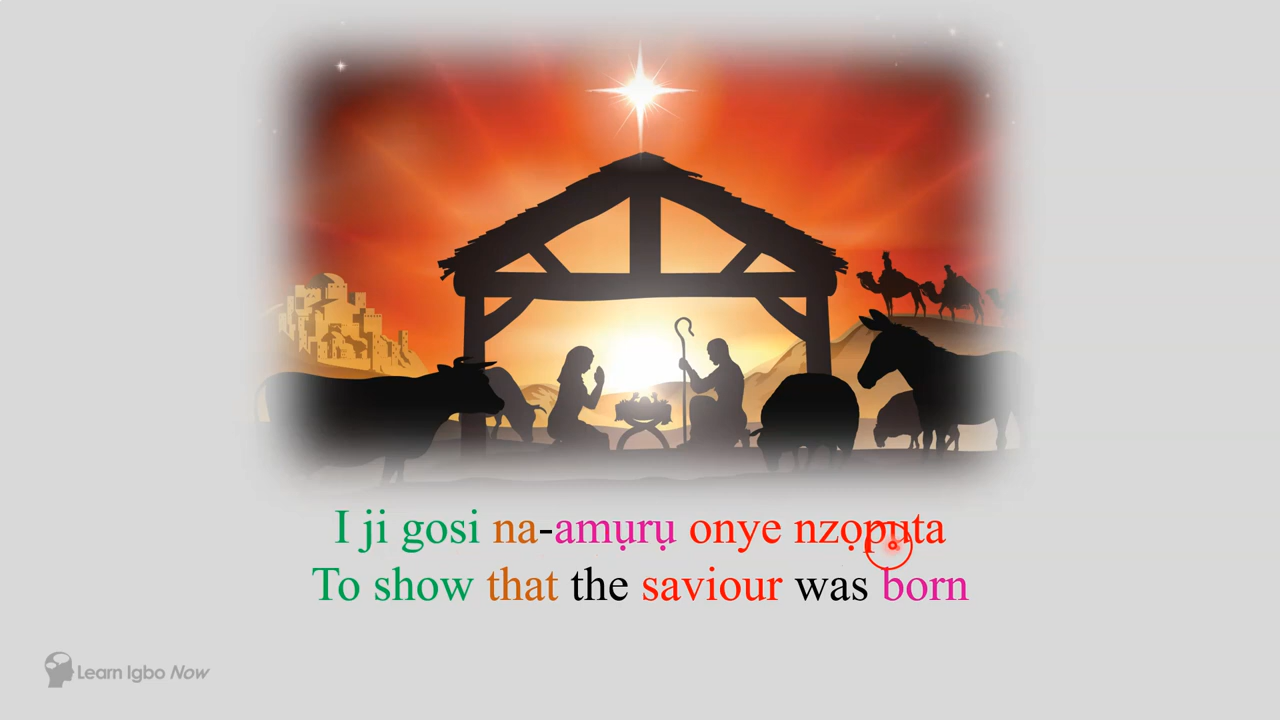 I ji gosi na-amụrụ onye nzọpụta
To show that the saviour was born
Learn Igbo Now